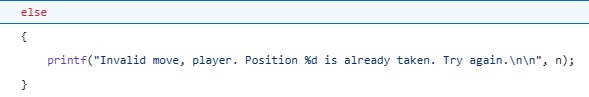 else
{
printf("Invalid move, player. Position %d is already taken. Try again.\n\n", n);
}